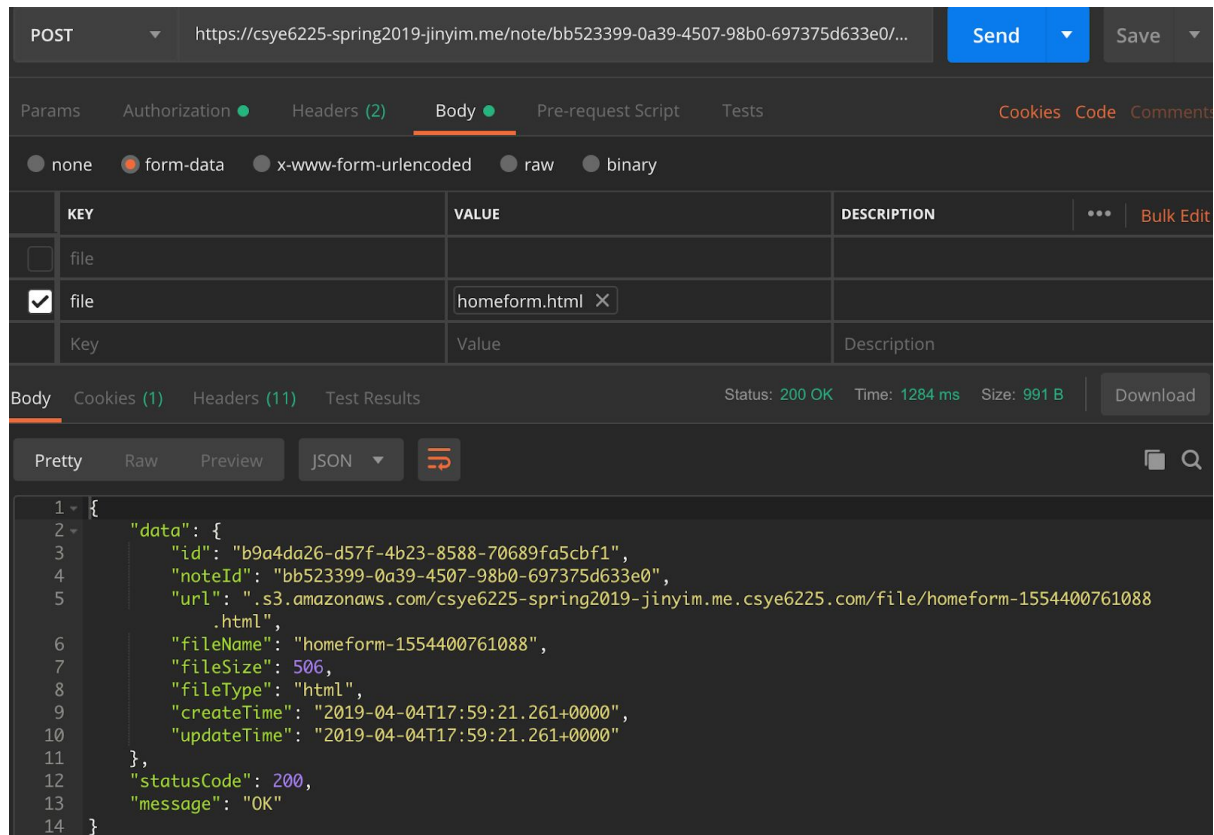 POST https://csye6225-spring2019-jinyim.me/note/bb523399-0a39-4507-98b0-697375d633e0/... Send Save
Params Authorization Headers (2) Body Pre-request Script Tests Cookies Code Comments
none form-data x-www-form-urlencoded raw binary
KEY VALUE DESCRIPTION ••• Bulk Edit
file
file homeform.html X
Key Value Description
Body Cookies (1) Headers (11) Test Results Status: 200 OK Time: 1284 ms Size: 991 B Download
Pretty Raw Preview JSON
1 {
2 "data": {
3 "id": "b9a4da26-d57f-4b23-8588-70689fa5cbf1",
4 "noteId": "bb523399-0a39-4507-98b0-697375d633e0",
5 "url": ".s3.amazonaws.com/csye6225-spring2019-jinyim.me.csye6225.com/file/homeform-1554400761088
.html",
6 "fileName": "homeform-1554400761088",
7 "fileSize": 506,
8 "fileType": "html",
9 "createTime": "2019-04-04T17:59:21.261+0000",
10 "updateTime": "2019-04-04T17:59:21.261+0000"
11 },
12 "statusCode": 200,
13 "message": "OK"
14 }